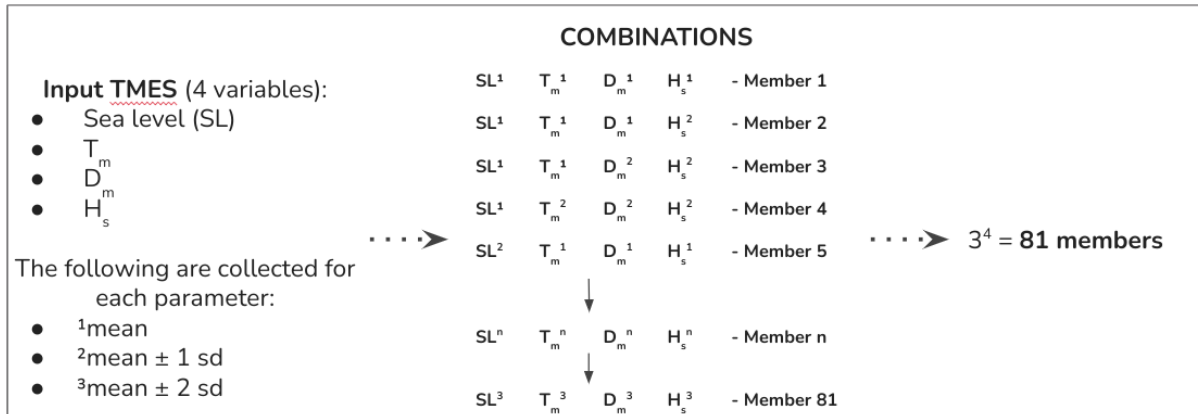 COMBINATIONS
Input TMES (4 variables):
● Sea level (SL)
● Tₘ
● Dₘ
● Hₛ
The following are collected for
each parameter:
● ¹mean
● ²mean ± 1 sd
● ³mean ± 2 sd
SL¹ Tₘ¹ Dₘ¹ Hₛ¹ - Member 1
SL¹ Tₘ¹ Dₘ¹ Hₛ² - Member 2
SL¹ Tₘ¹ Dₘ² Hₛ² - Member 3
SL¹ Tₘ² Dₘ² Hₛ² - Member 4
SL² Tₘ¹ Dₘ¹ Hₛ¹ - Member 5
SLⁿ Tₘⁿ Dₘⁿ Hₛⁿ - Member n
SL³ Tₘ³ Dₘ³ Hₛ³ - Member 81
3⁴ = 81 members